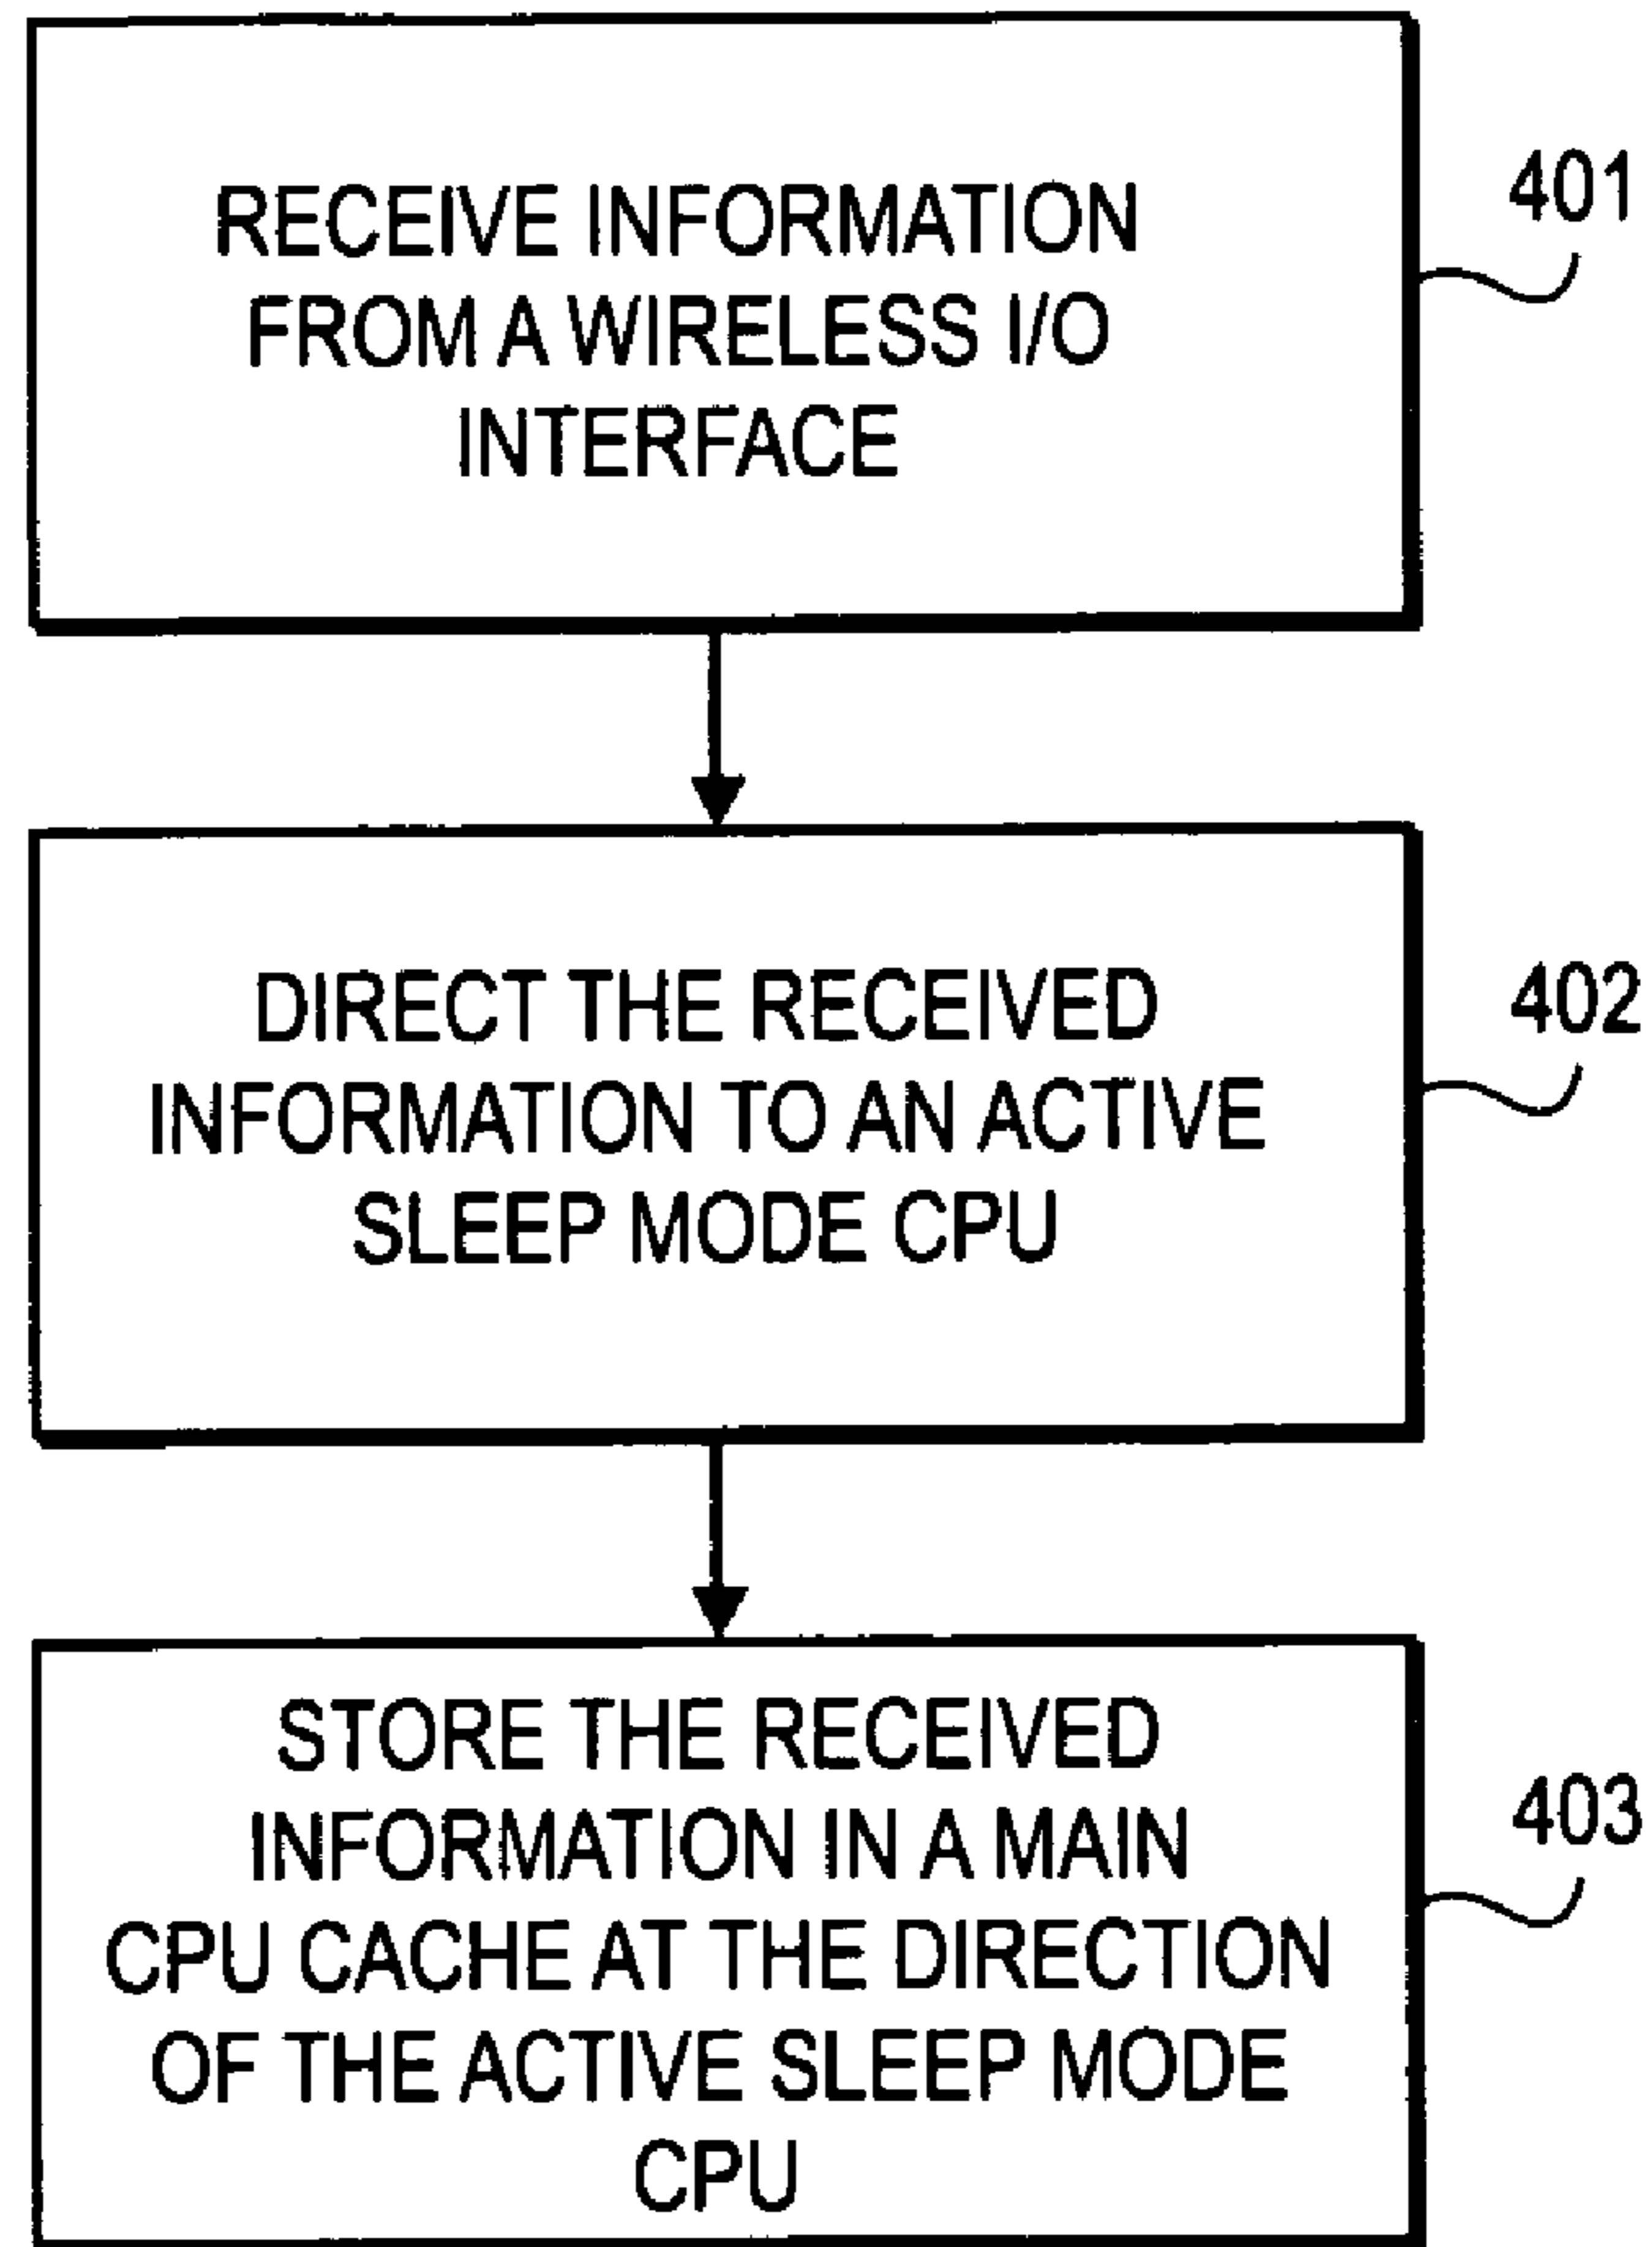 RECEIVE INFORMATION
FROM A WIRELESS I/O
INTERFACE
401
DIRECT THE RECEIVED
INFORMATION TO AN ACTIVE
SLEEP MODE CPU
402
STORE THE RECEIVED
INFORMATION IN A MAIN
CPU CACHE AT THE DIRECTION
OF THE ACTIVE SLEEP MODE
CPU
403